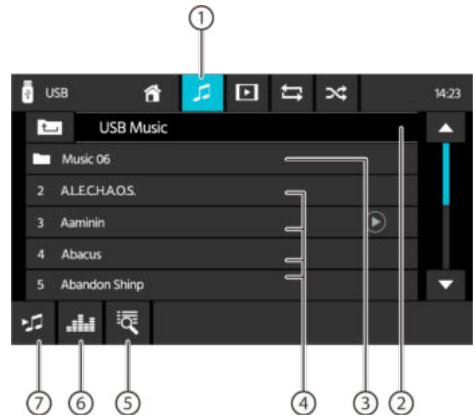 1
USB 14:23
USB Music
Music 06
2 A.L.E.C.H.A.O.S.
3 Aaminin
4 Abacus
5 Abandon Shinp
7 6 5 4 3 2